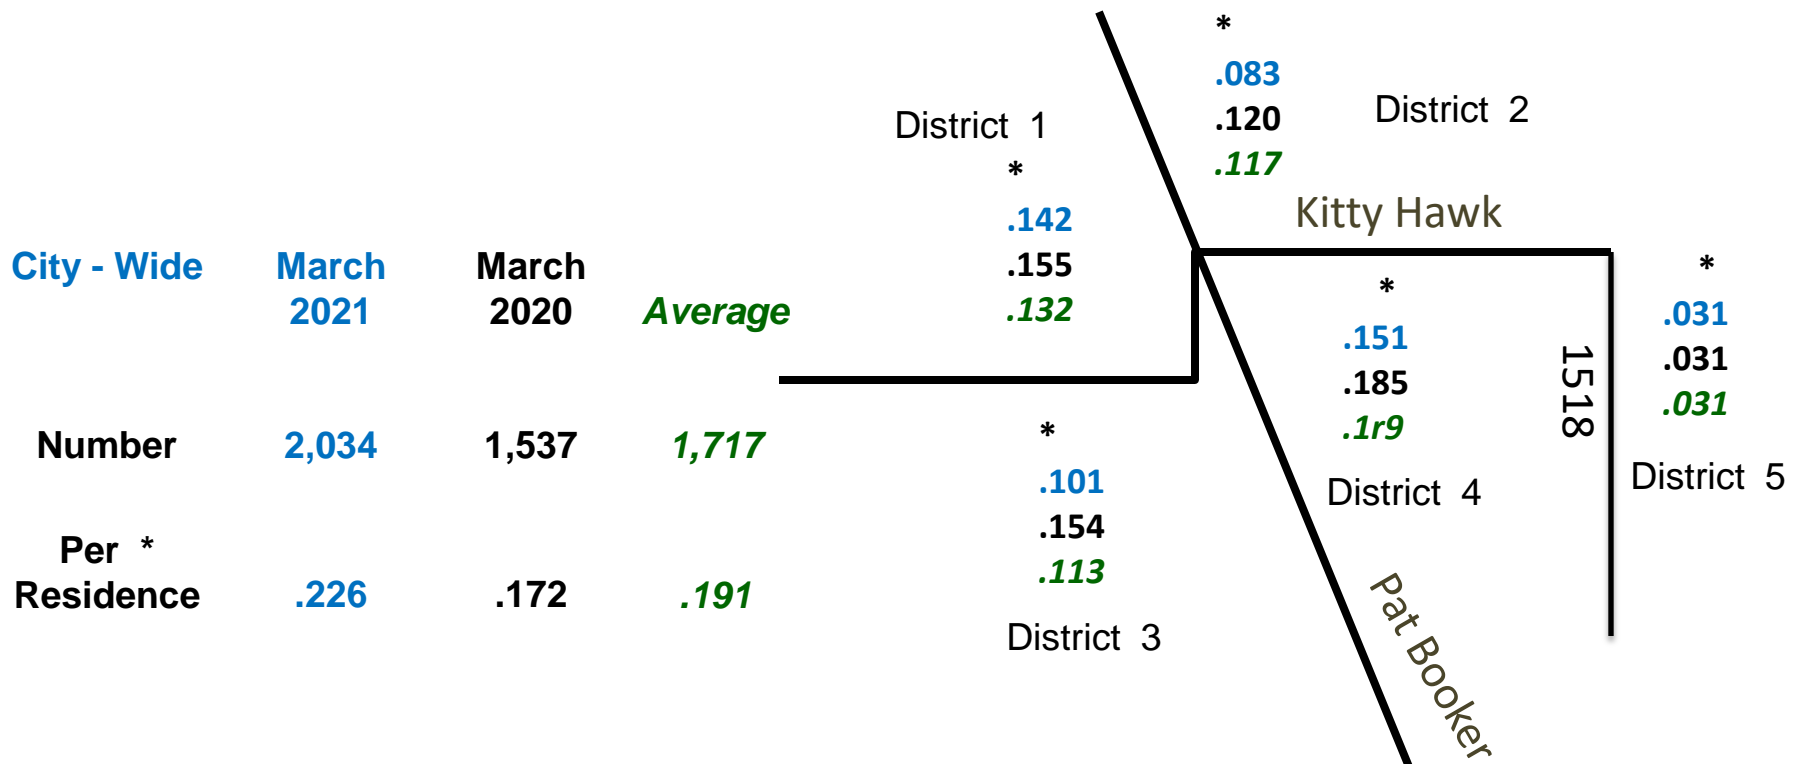 City - Wide
March
2021
March
2020
Average
Number
2,034
1,537
1,717
Per *
Residence
.226
.172
.191
District 1
*
.142
.155
.132
*
.083
.120
.117
District 2
Kitty Hawk
*
.101
.154
.113
District 3
*
.151
.185
.1r9
District 4
1518
*
.031
.031
.031
District 5
Pat Booker